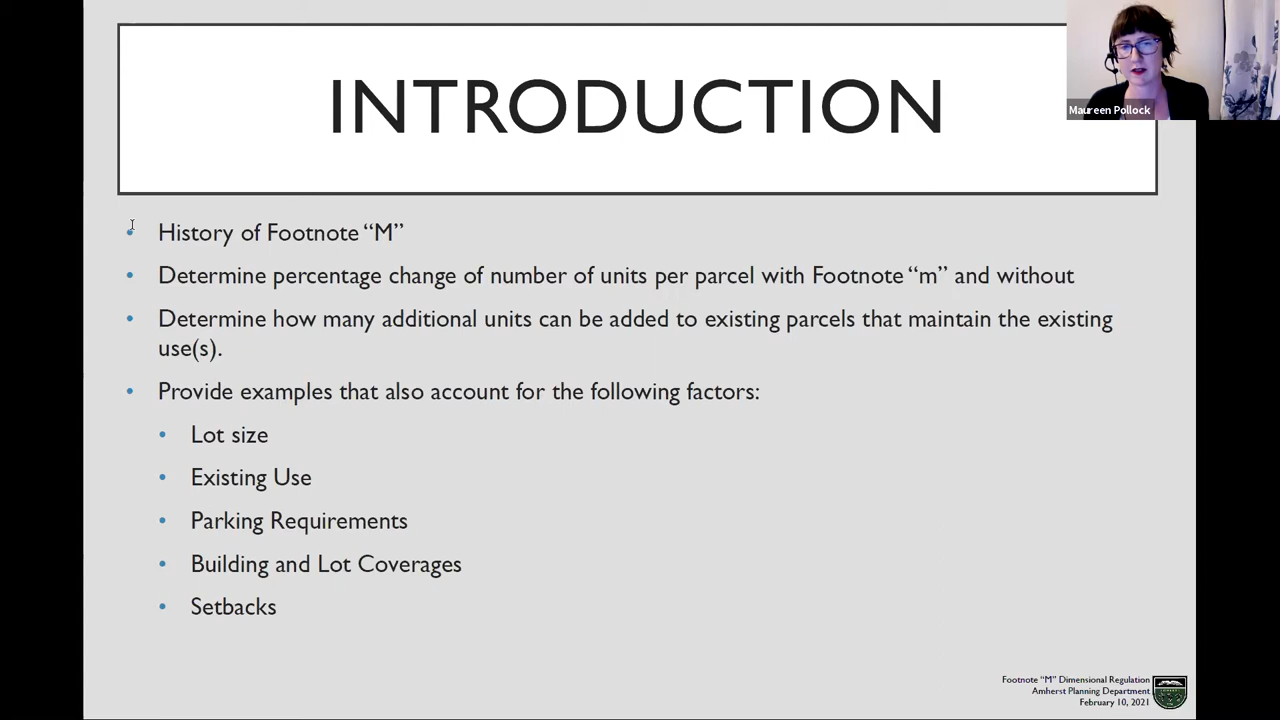 INTRODUCTION
Maureen Pollock
• History of Footnote “M”
• Determine percentage change of number of units per parcel with Footnote “m” and without
• Determine how many additional units can be added to existing parcels that maintain the existing
use(s).
• Provide examples that also account for the following factors:
• Lot size
• Existing Use
• Parking Requirements
• Building and Lot Coverages
• Setbacks
Footnote “M” Dimensional Regulation
Amherst Planning Department
February 10, 2021